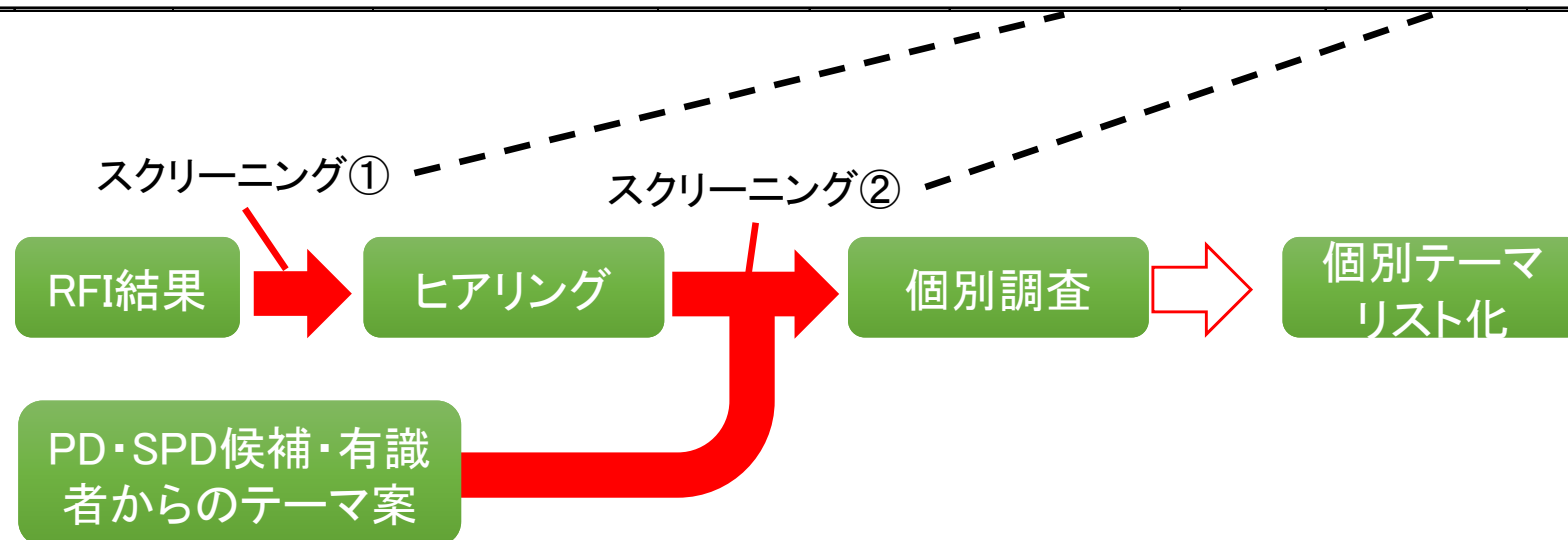 スクリーニング①
スクリーニング②
RFI結果
ヒアリング
個別調査
個別テーマ
リスト化
PD・SPD候補・有識
者からのテーマ案